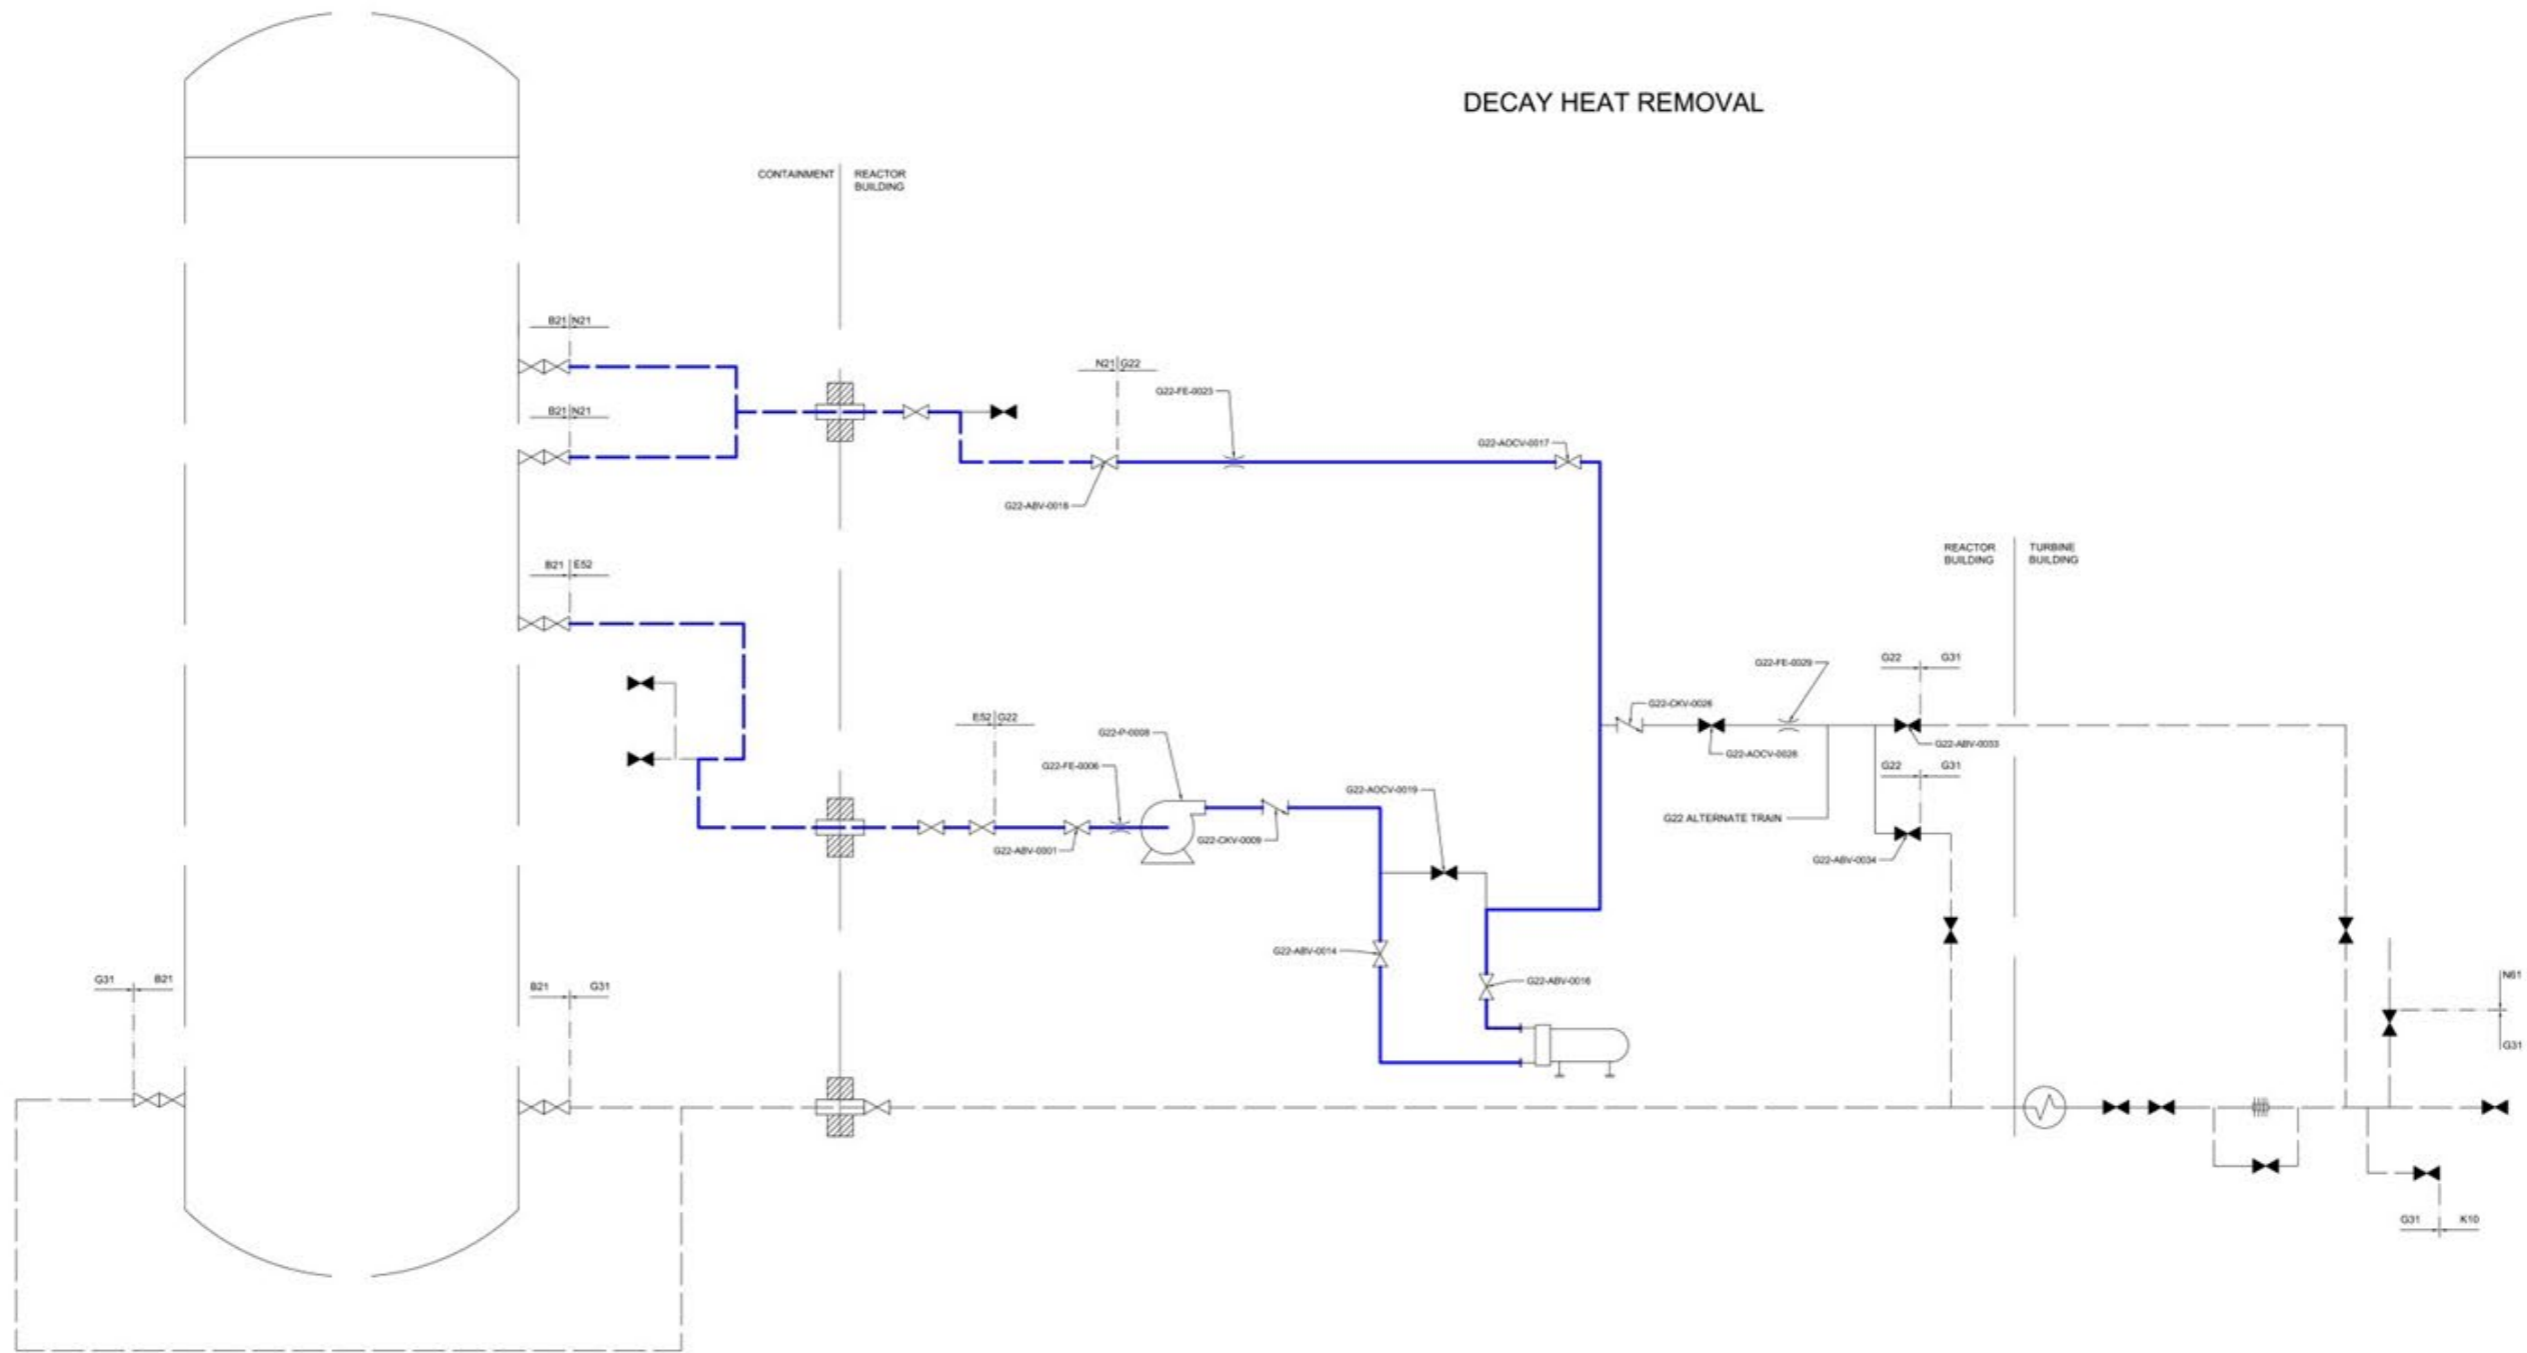 DECAY HEAT REMOVAL
CONTAINMENT
REACTOR
BUILDING
B21
N21
B21
N21
N21
G22
G22-FE-0023
G22-AOCV-0017
G22-ABV-0018
B21
E52
REACTOR
BUILDING
TURBINE
BUILDING
E52
G22
G22-P-0008
G22-FE-0006
G22-ABV-0001
G22-CKV-0009
G22-AOCV-0019
G22-FE-0029
G22
G31
G22-CKV-0026
G22-AOCV-0028
G22-ABV-0033
G22
G31
G22 ALTERNATE TRAIN
G22-ABV-0034
G22-ABV-0014
G22-ABV-0016
G31
B21
B21
G31
N61
G31
G31
K10